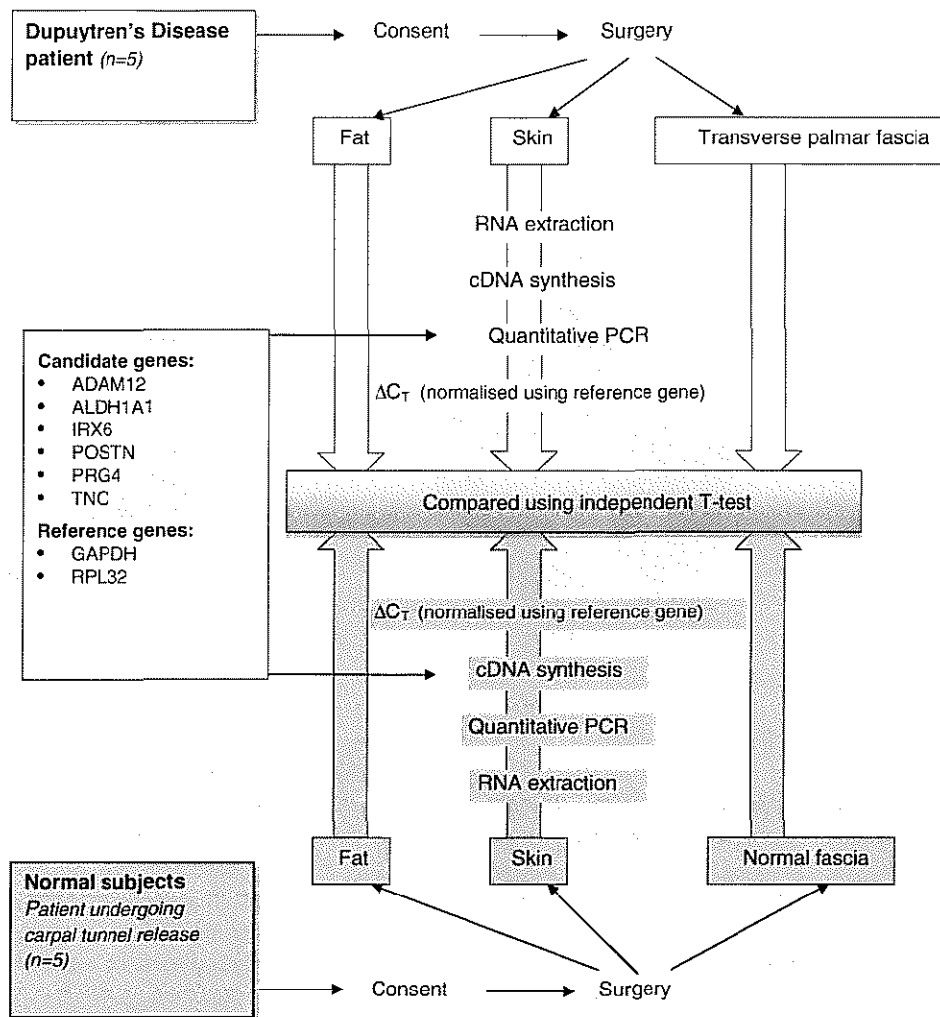 Dupuytren's Disease
patient (n=5)
Consent
Surgery
Fat
Skin
Transverse palmar fascia
RNA extraction
cDNA synthesis
Quantitative PCR
ΔCT (normalised using reference gene)
Candidate genes:
• ADAM12
• ALDH1A1
• IRX6
• POSTN
• PRG4
• TNC
Reference genes:
• GAPDH
• RPL32
Compared using independent T-test
ΔCT (normalised using reference gene)
cDNA synthesis
Quantitative PCR
RNA extraction
Fat
Skin
Normal fascia
Normal subjects
Patient undergoing
carpal tunnel release
(n=5)
Consent
Surgery